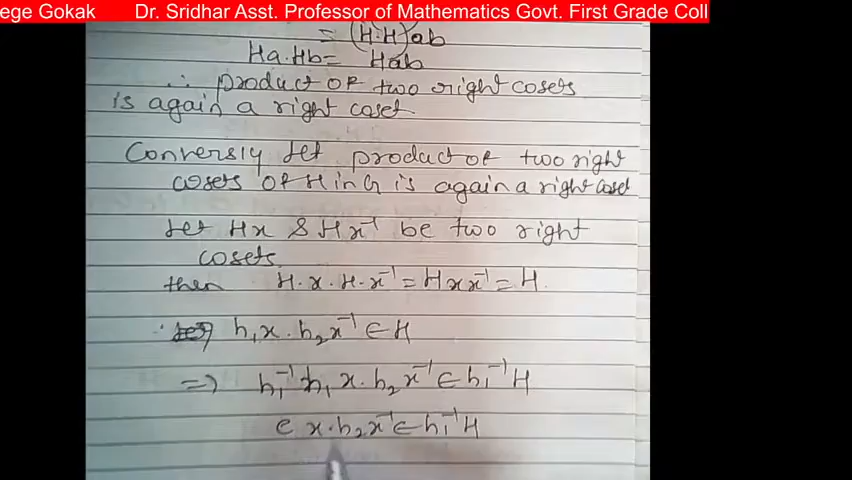 ege Gokak Dr. Sridhar Asst. Professor of Mathematics Govt. First Grade Coll
= (H·H)ab
Ha.Hb= Hab
∴ product of two right cosets
is again a right coset
Conversly let product of two right
cosets of H in G is again a right coset
let Hx & Hx⁻¹ be two right
cosets
then H·x·H·x⁻¹ = Hxx⁻¹ = H.
h₁x·h₂x⁻¹ ∈ H
=> h₁⁻¹h₁x·h₂x⁻¹ ∈ h₁⁻¹H
e x·h₂x⁻¹ ∈ h₁⁻¹H